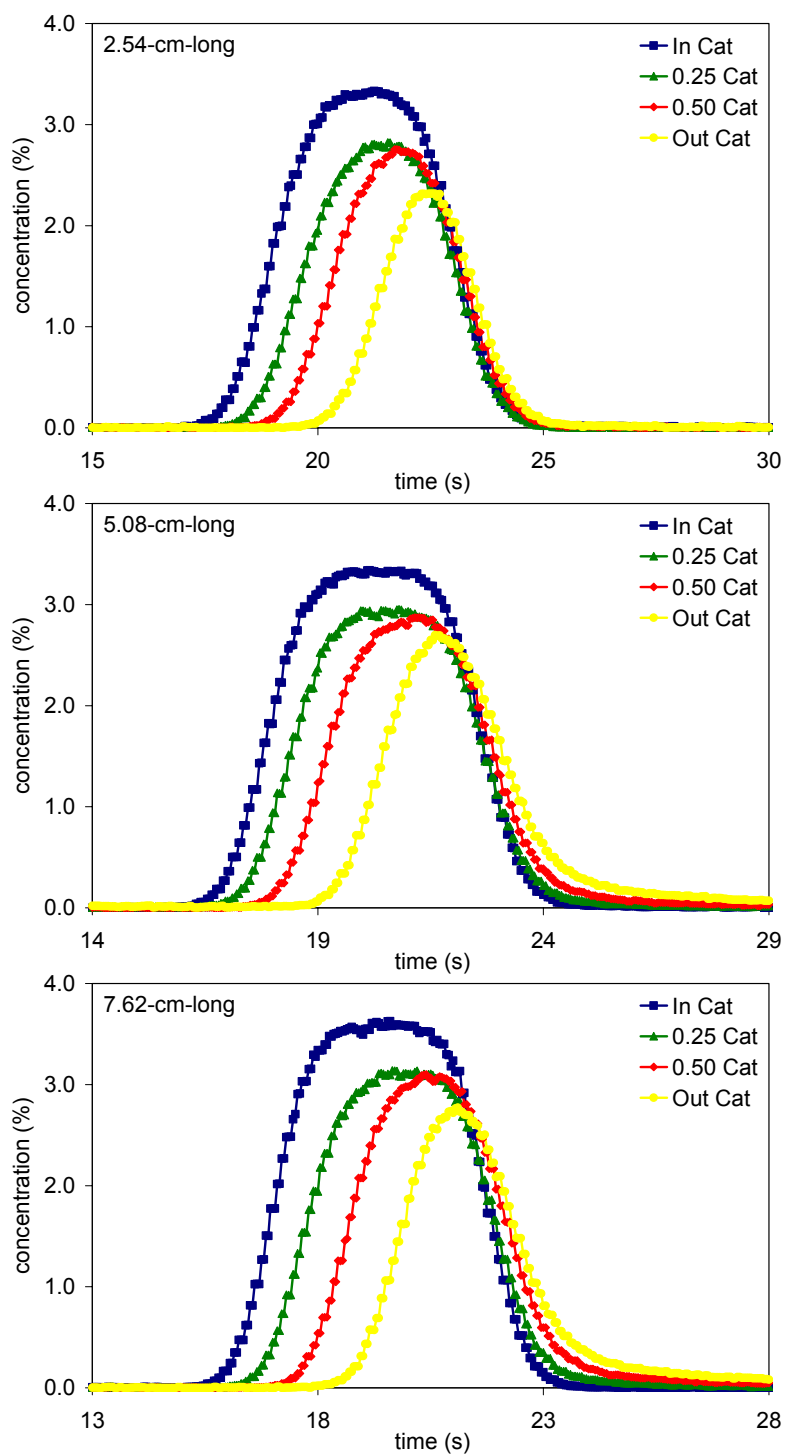 4.0
2.54-cm-long
In Cat
0.25 Cat
3.0
0.50 Cat
Out Cat
concentration (%)
2.0
1.0
0.0
15 20 25 30
time (s)
4.0
5.08-cm-long
In Cat
0.25 Cat
3.0
0.50 Cat
Out Cat
concentration (%)
2.0
1.0
0.0
14 19 24 29
time (s)
4.0
7.62-cm-long
In Cat
0.25 Cat
3.0
0.50 Cat
Out Cat
concentration (%)
2.0
1.0
0.0
13 18 23 28
time (s)